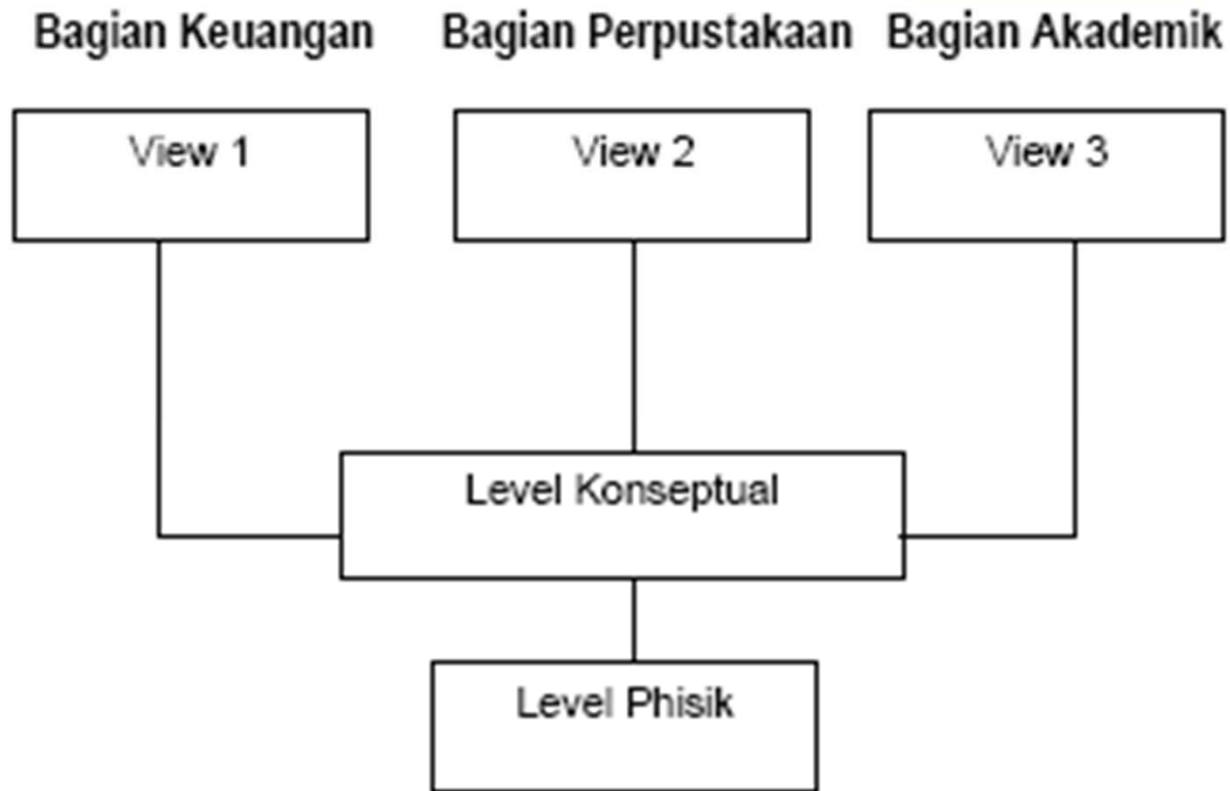 Bagian Keuangan Bagian Perpustakaan Bagian Akademik
View 1 View 2 View 3
Level Konseptual
Level Phisik